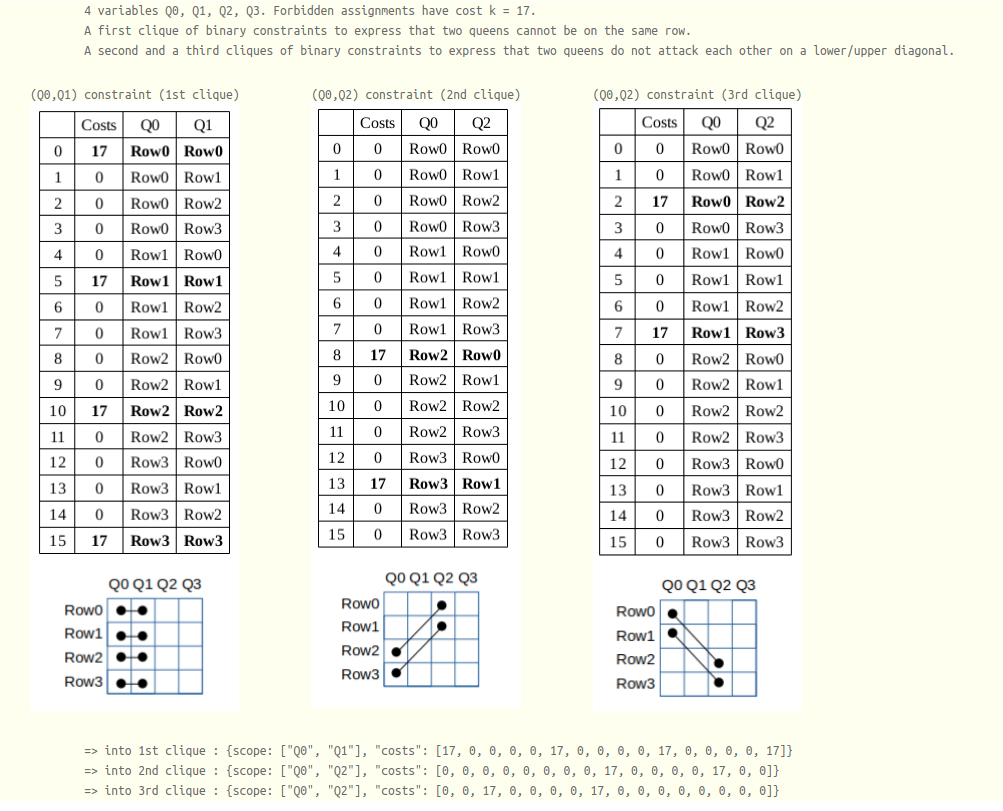 4 variables Q0, Q1, Q2, Q3. Forbidden assignments have cost k = 17.
A first clique of binary constraints to express that two queens cannot be on the same row.
A second and a third cliques of binary constraints to express that two queens do not attack each other on a lower/upper diagonal.
(Q0,Q1) constraint (1st clique)
Costs Q0 Q1
0 17 Row0 Row0
1 0 Row0 Row1
2 0 Row0 Row2
3 0 Row0 Row3
4 0 Row1 Row0
5 17 Row1 Row1
6 0 Row1 Row2
7 0 Row1 Row3
8 0 Row2 Row0
9 0 Row2 Row1
10 17 Row2 Row2
11 0 Row2 Row3
12 0 Row3 Row0
13 0 Row3 Row1
14 0 Row3 Row2
15 17 Row3 Row3
Q0 Q1 Q2 Q3
Row0
Row1
Row2
Row3
(Q0,Q2) constraint (2nd clique)
Costs Q0 Q2
0 0 Row0 Row0
1 0 Row0 Row1
2 0 Row0 Row2
3 0 Row0 Row3
4 0 Row1 Row0
5 0 Row1 Row1
6 0 Row1 Row2
7 0 Row1 Row3
8 17 Row2 Row0
9 0 Row2 Row1
10 0 Row2 Row2
11 0 Row2 Row3
12 0 Row3 Row0
13 17 Row3 Row1
14 0 Row3 Row2
15 0 Row3 Row3
Q0 Q1 Q2 Q3
Row0
Row1
Row2
Row3
(Q0,Q2) constraint (3rd clique)
Costs Q0 Q2
0 0 Row0 Row0
1 0 Row0 Row1
2 17 Row0 Row2
3 0 Row0 Row3
4 0 Row1 Row0
5 0 Row1 Row1
6 0 Row1 Row2
7 17 Row1 Row3
8 0 Row2 Row0
9 0 Row2 Row1
10 0 Row2 Row2
11 0 Row2 Row3
12 0 Row3 Row0
13 0 Row3 Row1
14 0 Row3 Row2
15 0 Row3 Row3
Q0 Q1 Q2 Q3
Row0
Row1
Row2
Row3
=> into 1st clique : {scope: ["Q0", "Q1"], "costs": [17, 0, 0, 0, 0, 17, 0, 0, 0, 0, 17, 0, 0, 0, 0, 17]}
=> into 2nd clique : {scope: ["Q0", "Q2"], "costs": [0, 0, 0, 0, 0, 0, 0, 0, 17, 0, 0, 0, 0, 17, 0, 0]}
=> into 3rd clique : {scope: ["Q0", "Q2"], "costs": [0, 0, 17, 0, 0, 0, 0, 17, 0, 0, 0, 0, 0, 0, 0, 0]}